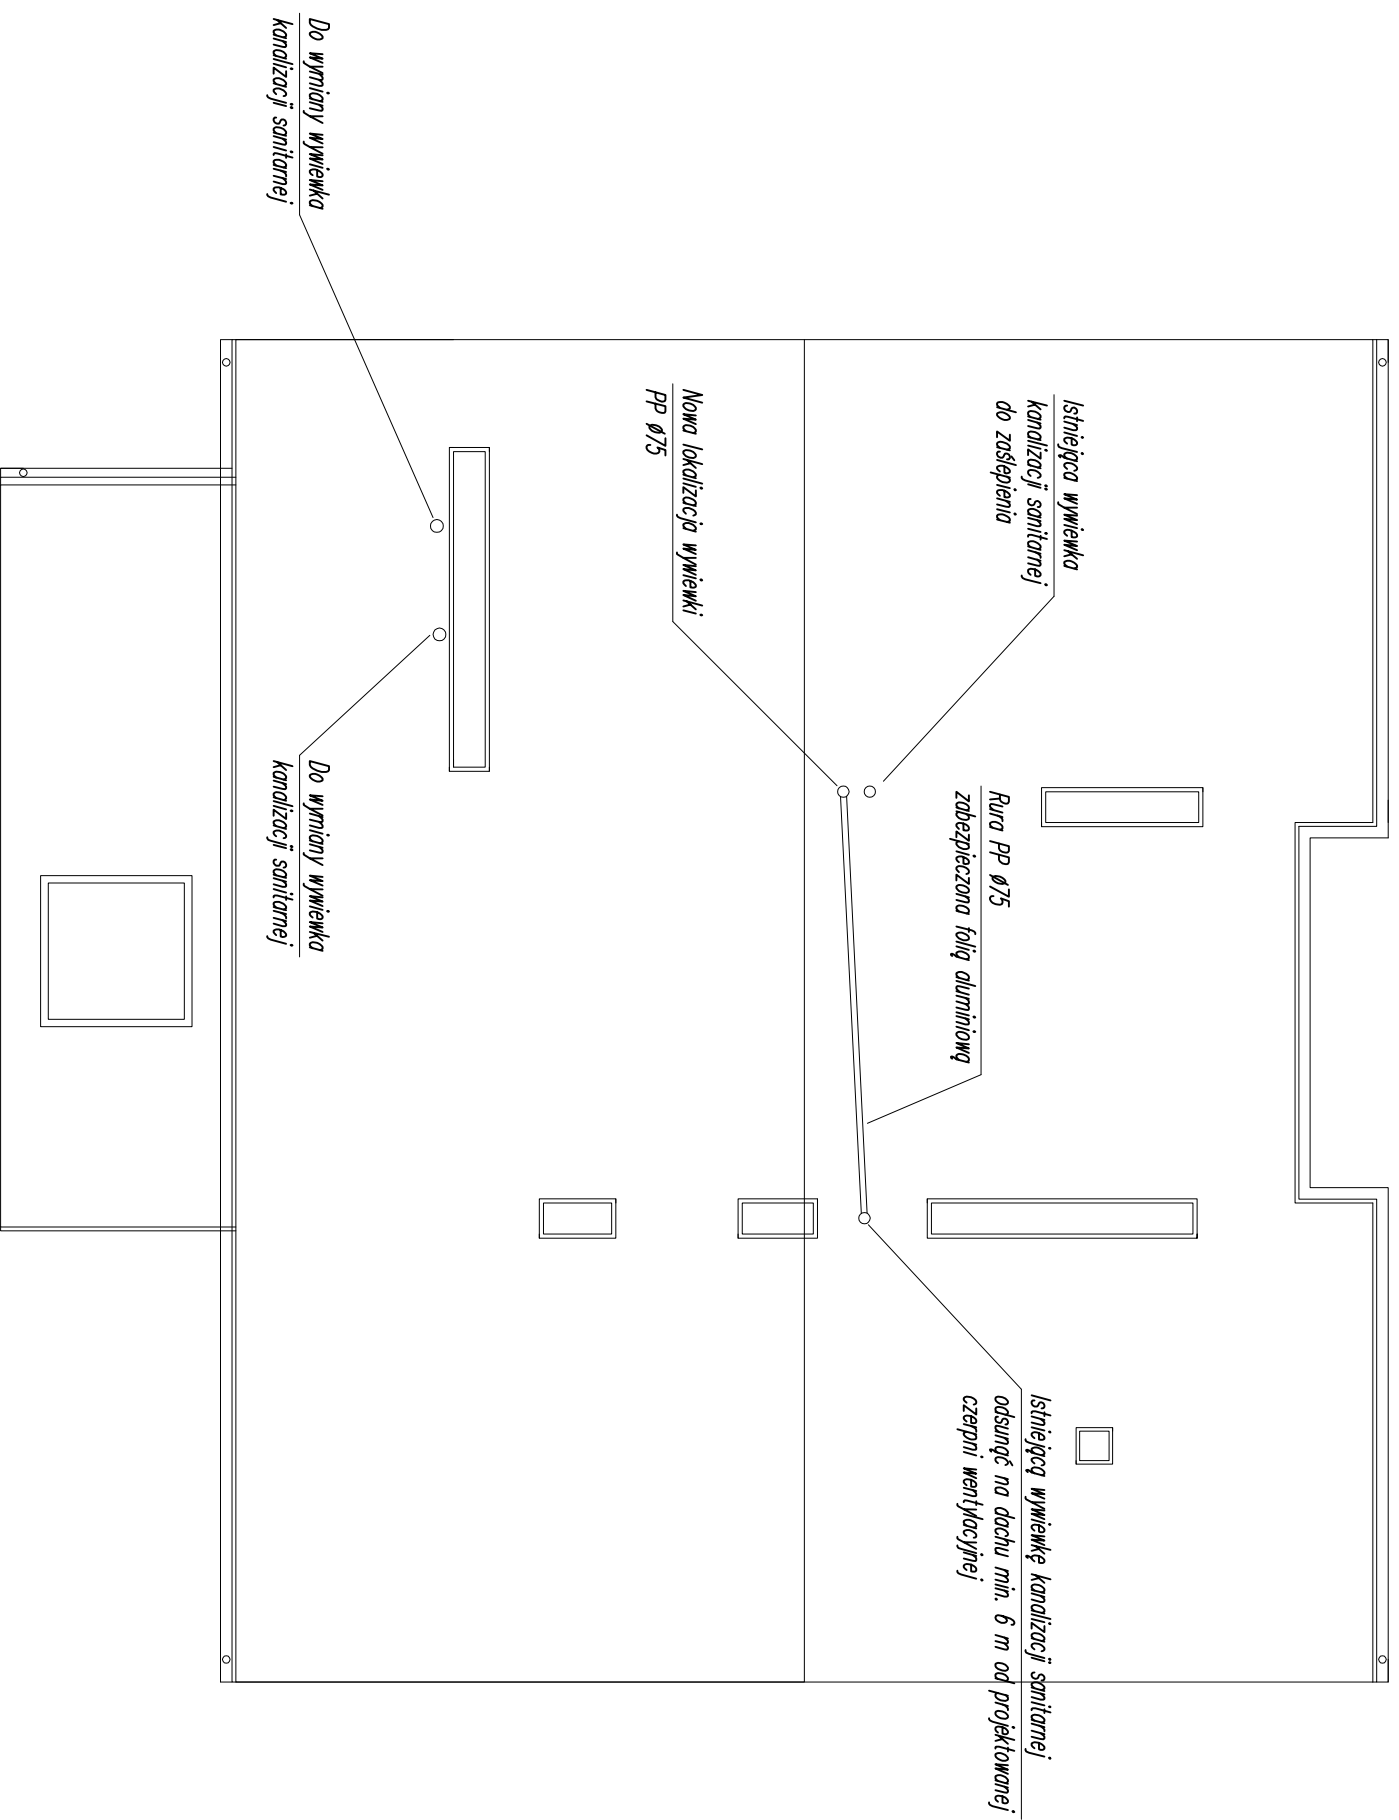 Istniejąca wywiewka
kanalizacji sanitarnej
do zaślepienia
Istniejącą wywiewkę kanalizacji sanitarnej
odsunąć na dachu min. 6 m od projektowanej
czerpni wentylacyjnej
Rura PP ø75
zabezpieczona folią aluminiową
Nowa lokalizacja wywiewki
PP ø75
Do wymiany wywiewka
kanalizacji sanitarnej
Do wymiany wywiewka
kanalizacji sanitarnej